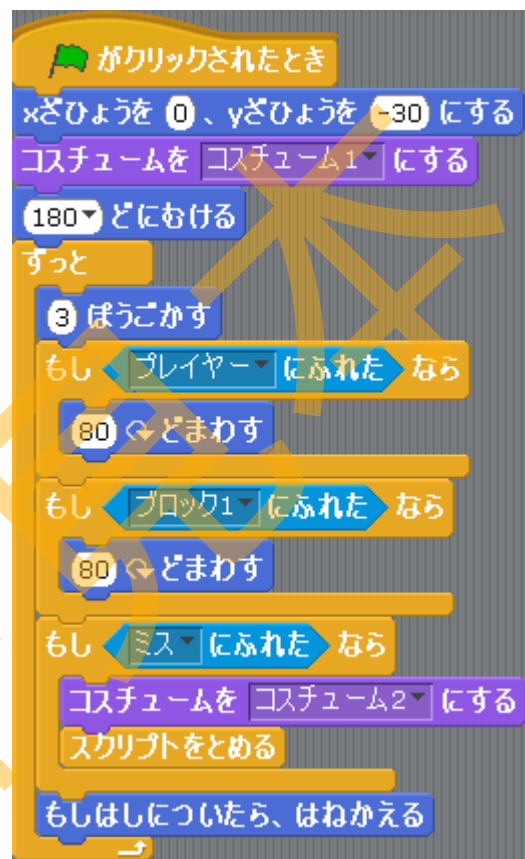 がクリックされたとき
xざひょうを 0 、yざひょうを -30 にする
コスチュームを コスチューム1 にする
180 どにむける
ずっと
3 ぽうごかす
もし プレイヤー にふれた なら
80 どまわす
もし ブロック1 にふれた なら
80 どまわす
もし ミス にふれた なら
コスチュームを コスチューム2 にする
スクリプトをとめる
もしはしについたら、はねかえる